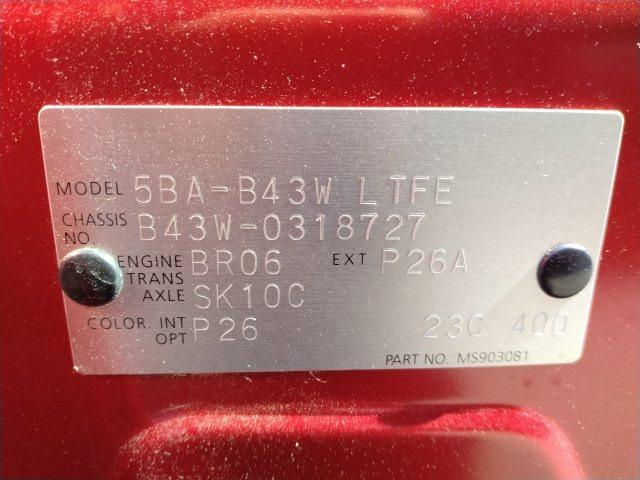 MODEL 5BA-B43W LTFE
CHASSIS NO. B43W-0318727
ENGINE BR06 EXT P26A
TRANS AXLE SK10C
COLOR. INT OPT P26 23C 400
PART NO.: MS903081